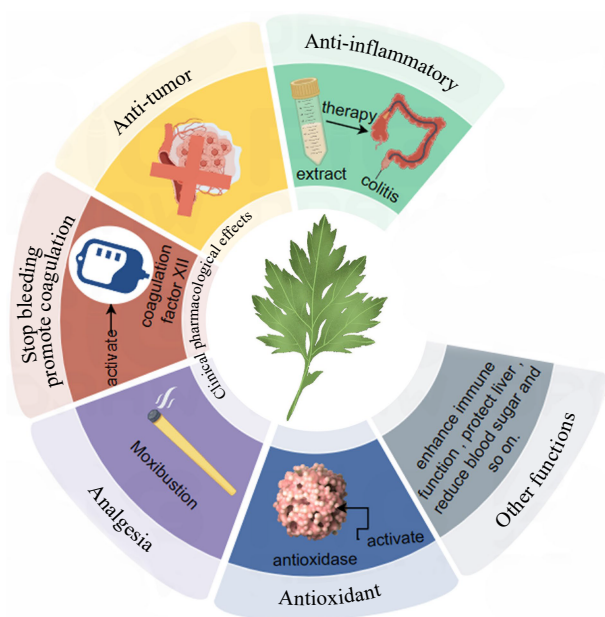 Anti-inflammatory
therapy
extract
colitis
Anti-tumor
Stop bleeding
promote coagulation
coagulation
factor XII
activate
Clinical pharmacological effects
Analgesia
Moxibustion
Antioxidant
antioxidase
activate
Other functions
enhance immune
function , protect liver ,
reduce blood sugar and
so on.